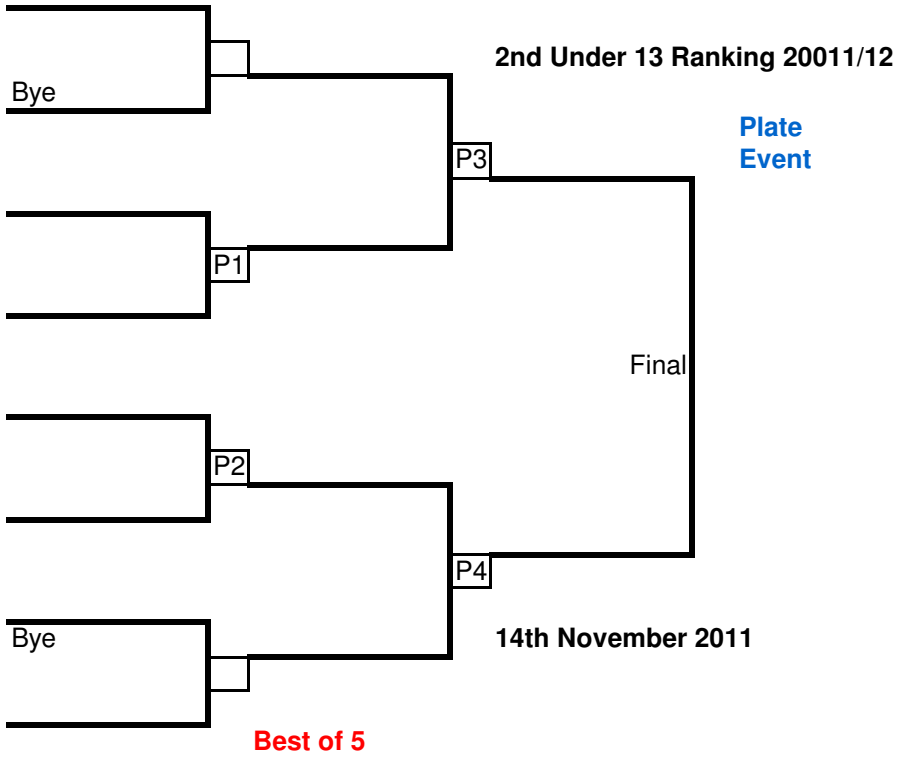 2nd Under 13 Ranking 20011/12
Bye
Plate
Event
P3
P1
Final
P2
P4
Bye
14th November 2011
Best of 5